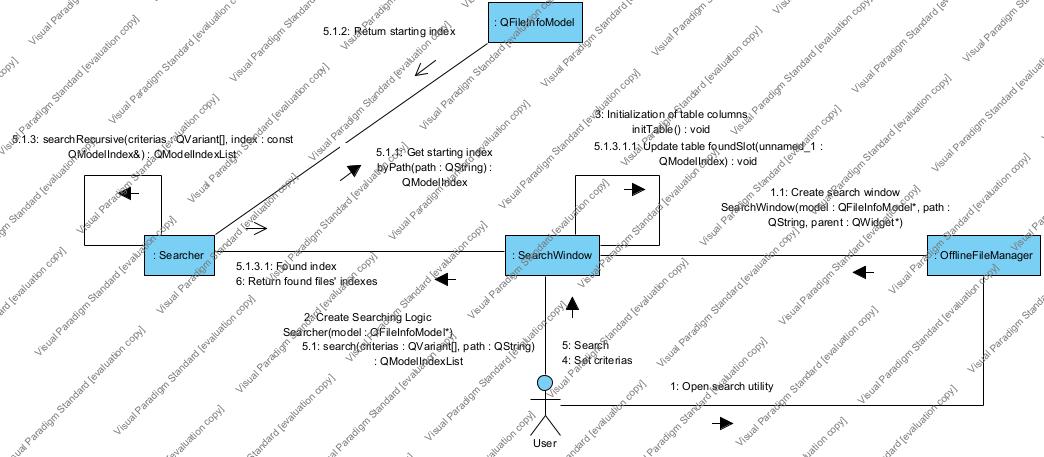 : QFileInfoModel
5.1.2: Return starting index
3: Initialization of table columns
initTable() : void
5.1.3.1.1: Update table foundSlot(unnamed_1 :
QModelIndex) : void
5.1.3: searchRecursive(criterias : QVariant[], index : const
QModelIndex&) : QModelIndexList
5.1.1: Get starting index
byPath(path : QString) :
QModelIndex
1.1: Create search window
SearchWindow(model : QFileInfoModel*, path :
QString, parent : QWidget*)
: Searcher
: SearchWindow
: OfflineFileManager
5.1.3.1: Found index
6: Return found files' indexes
2: Create Searching Logic
Searcher(model : QFileInfoModel*)
5.1: search(criterias : QVariant[], path : QString)
: QModelIndexList
5: Search
4: Set criterias
1: Open search utility
User
Visual Paradigm Standard [evaluation copy]